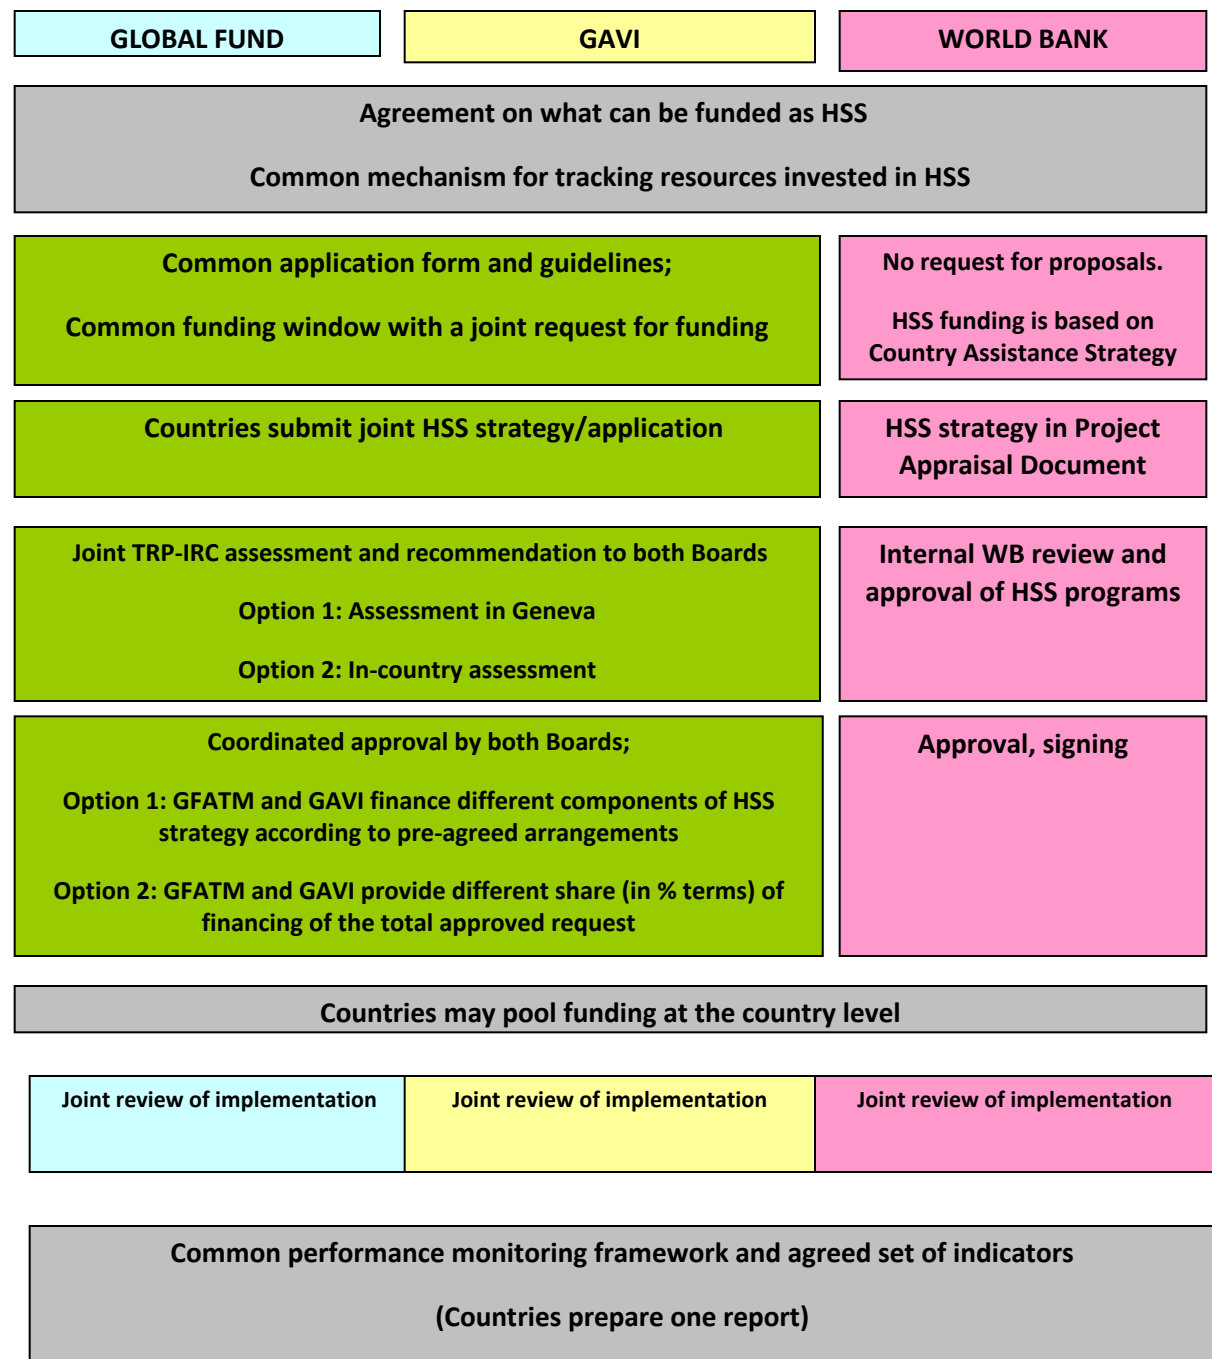 GLOBAL FUND
GAVI
WORLD BANK
Agreement on what can be funded as HSS
Common mechanism for tracking resources invested in HSS
Common application form and guidelines;
Common funding window with a joint request for funding
No request for proposals.
HSS funding is based on
Country Assistance Strategy
Countries submit joint HSS strategy/application
HSS strategy in Project
Appraisal Document
Joint TRP-IRC assessment and recommendation to both Boards
Option 1: Assessment in Geneva
Option 2: In-country assessment
Internal WB review and
approval of HSS programs
Coordinated approval by both Boards;
Option 1: GFATM and GAVI finance different components of HSS
strategy according to pre-agreed arrangements
Option 2: GFATM and GAVI provide different share (in % terms) of
financing of the total approved request
Approval, signing
Countries may pool funding at the country level
Joint review of implementation
Joint review of implementation
Joint review of implementation
Common performance monitoring framework and agreed set of indicators
(Countries prepare one report)